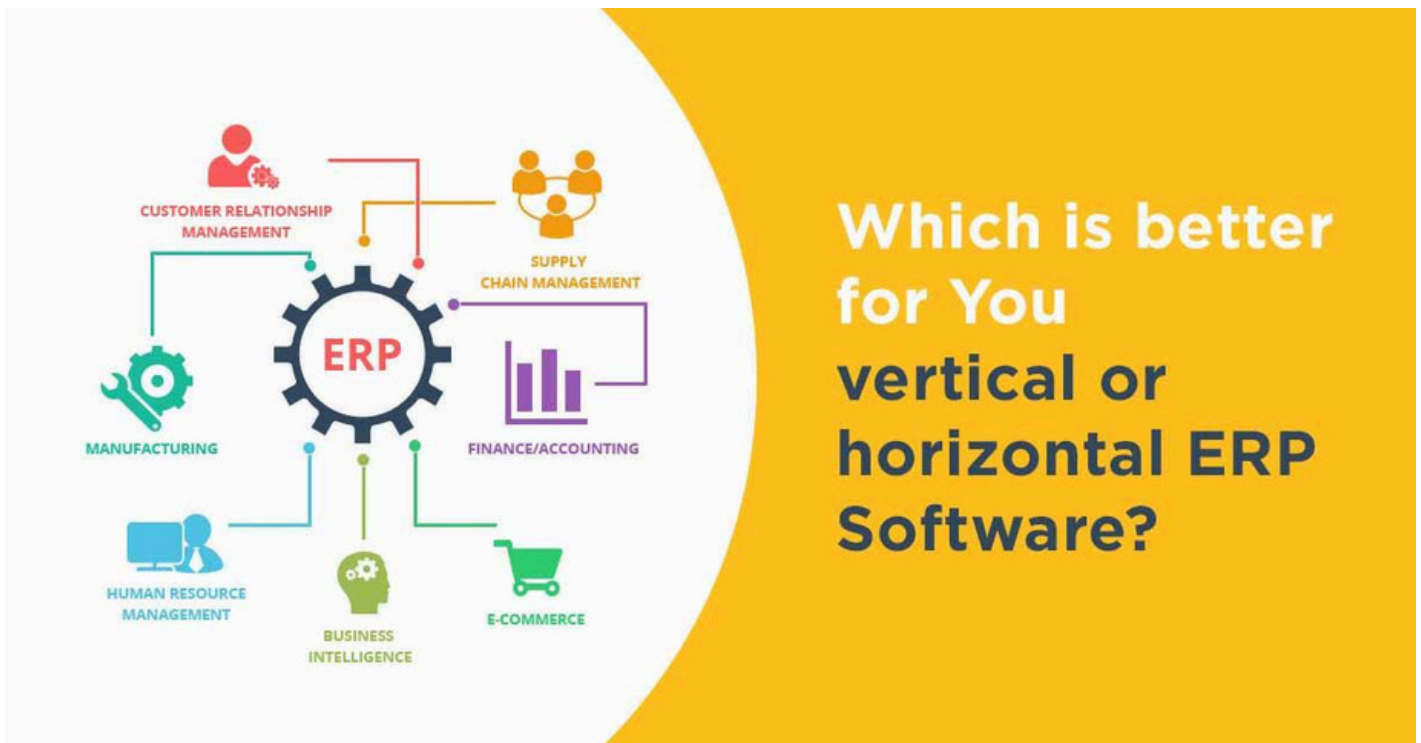 CUSTOMER RELATIONSHIP
MANAGEMENT
SUPPLY
CHAIN MANAGEMENT
ERP
MANUFACTURING
FINANCE/ACCOUNTING
HUMAN RESOURCE
MANAGEMENT
BUSINESS
INTELLIGENCE
E-COMMERCE
Which is better
for You
vertical or
horizontal ERP
Software?